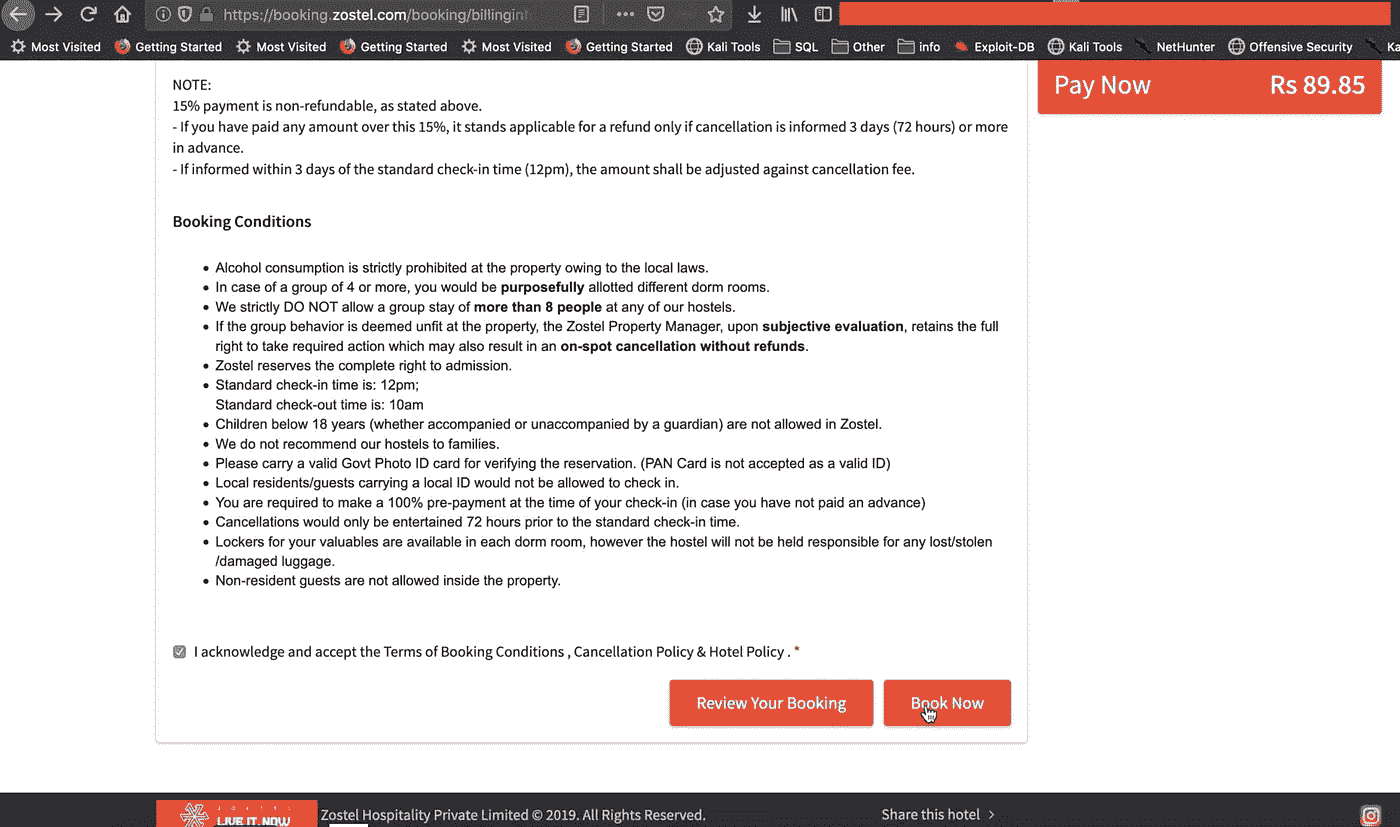 https://booking.zostel.com/booking/billinginf
Most Visited Getting Started Most Visited Getting Started Most Visited Getting Started Kali Tools SQL Other info Exploit-DB Kali Tools NetHunter Offensive Security Ka
Pay Now Rs 89.85
NOTE:
15% payment is non-refundable, as stated above.
- If you have paid any amount over this 15%, it stands applicable for a refund only if cancellation is informed 3 days (72 hours) or more
in advance.
- If informed within 3 days of the standard check-in time (12pm), the amount shall be adjusted against cancellation fee.
Booking Conditions
• Alcohol consumption is strictly prohibited at the property owing to the local laws.
• In case of a group of 4 or more, you would be purposefully allotted different dorm rooms.
• We strictly DO NOT allow a group stay of more than 8 people at any of our hostels.
• If the group behavior is deemed unfit at the property, the Zostel Property Manager, upon subjective evaluation, retains the full
right to take required action which may also result in an on-spot cancellation without refunds.
• Zostel reserves the complete right to admission.
• Standard check-in time is: 12pm;
Standard check-out time is: 10am
• Children below 18 years (whether accompanied or unaccompanied by a guardian) are not allowed in Zostel.
• We do not recommend our hostels to families.
• Please carry a valid Govt Photo ID card for verifying the reservation. (PAN Card is not accepted as a valid ID)
• Local residents/guests carrying a local ID would not be allowed to check in.
• You are required to make a 100% pre-payment at the time of your check-in (in case you have not paid an advance)
• Cancellations would only be entertained 72 hours prior to the standard check-in time.
• Lockers for your valuables are available in each dorm room, however the hostel will not be held responsible for any lost/stolen
/damaged luggage.
• Non-resident guests are not allowed inside the property.
I acknowledge and accept the Terms of Booking Conditions , Cancellation Policy & Hotel Policy . *
Review Your Booking Book Now
LIVE IT. NOW Zostel Hospitality Private Limited © 2019. All Rights Reserved. Share this hotel >